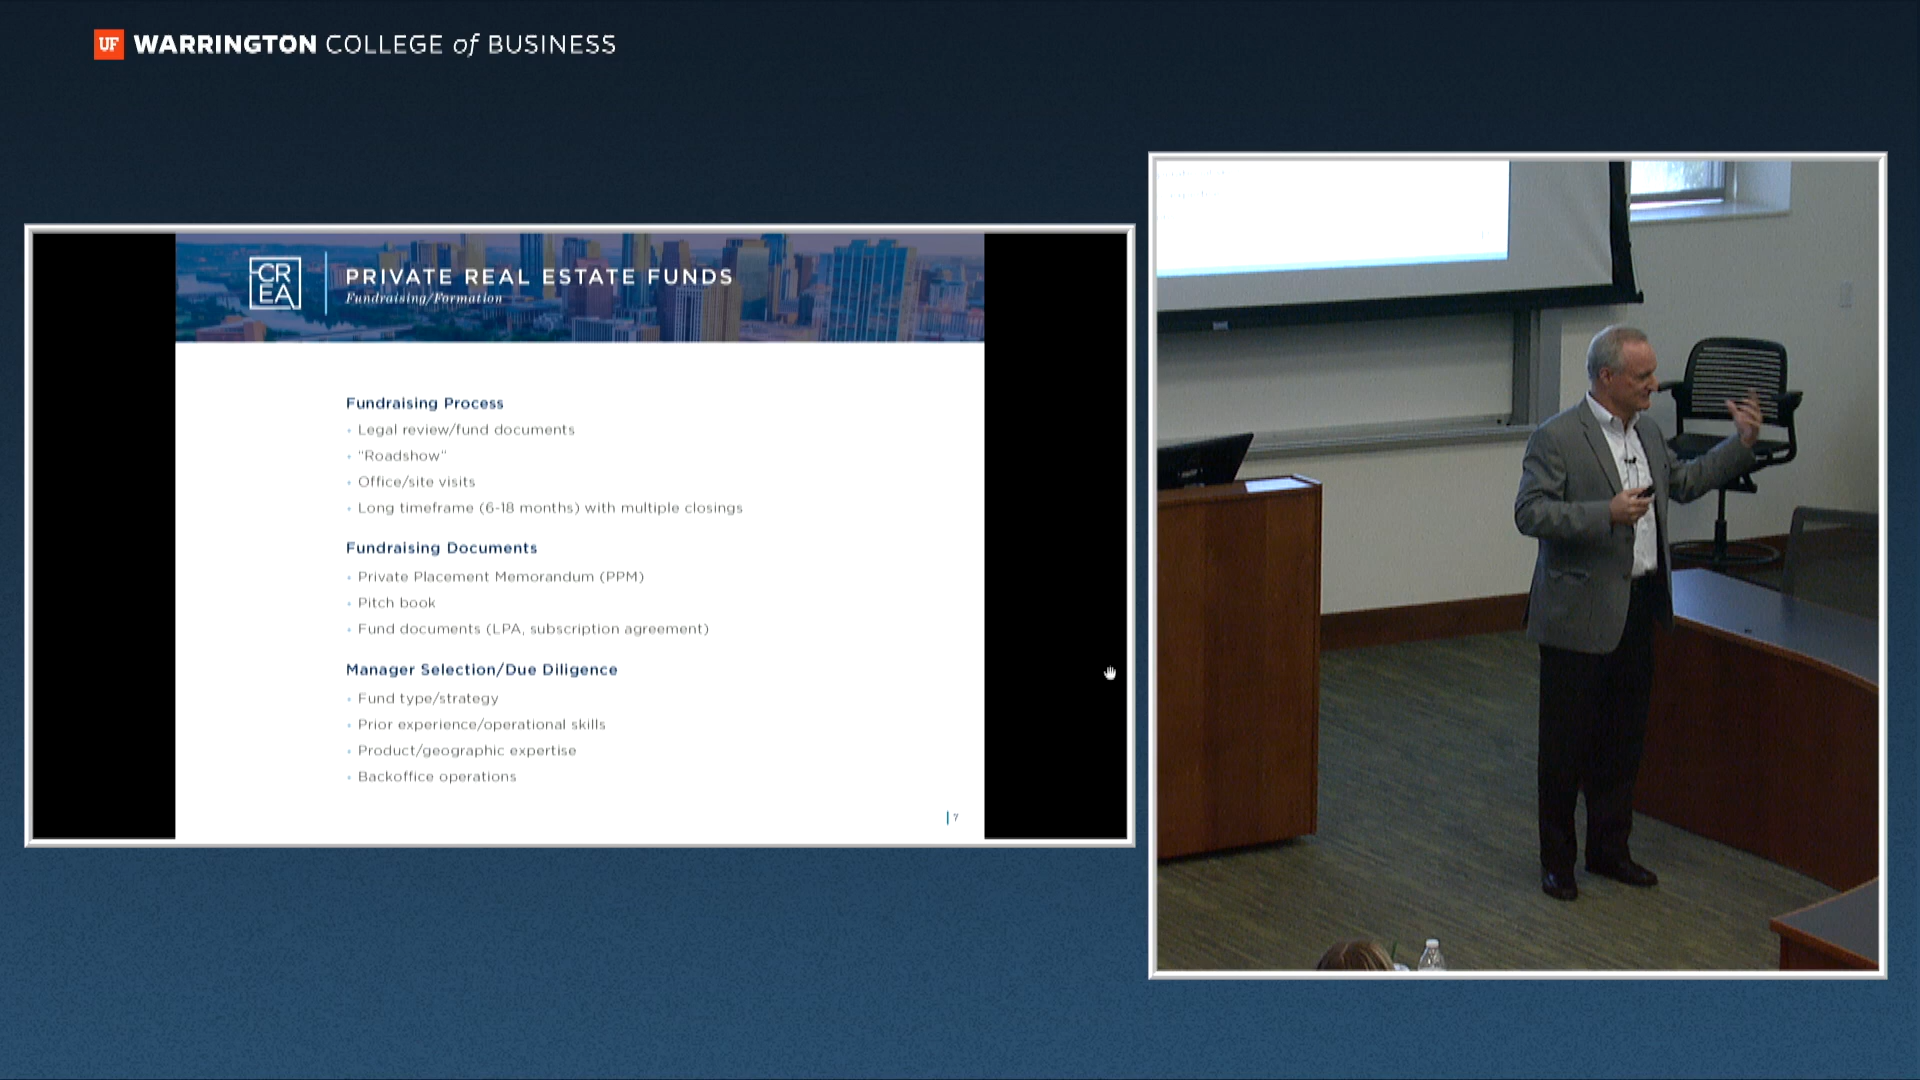 UF WARRINGTON COLLEGE of BUSINESS
CR
EA
PRIVATE REAL ESTATE FUNDS
Fundraising/Formation
Fundraising Process
• Legal review/fund documents
• "Roadshow"
• Office/site visits
• Long timeframe (6-18 months) with multiple closings
Fundraising Documents
• Private Placement Memorandum (PPM)
• Pitch book
• Fund documents (LPA, subscription agreement)
Manager Selection/Due Diligence
• Fund type/strategy
• Prior experience/operational skills
• Product/geographic expertise
• Backoffice operations
7